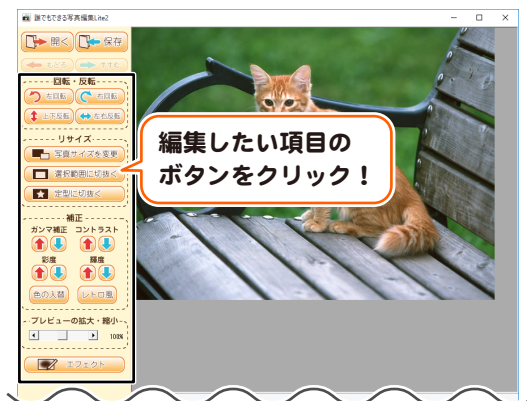 誰でもできる写真編集Lite2
開く 保存
もどる すすむ
回転・反転
左回転 右回転
上下反転 左右反転
リサイズ
写真サイズを変更
選択範囲に切抜く
定型に切抜く
補正
ガンマ補正 コントラスト
彩度 輝度
色の入替 レトロ風
プレビューの拡大・縮小
100%
エフェクト
編集したい項目の
ボタンをクリック！